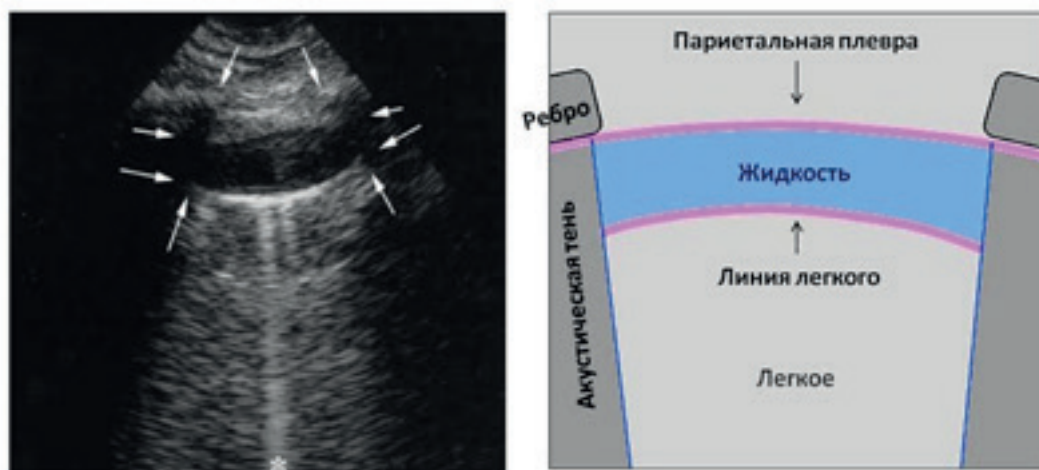 Париетальная плевра
Ребро
Жидкость
Линия легкого
Акустическая тень
Легкое
*